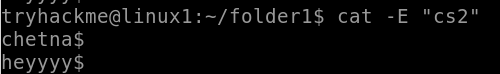 tryhackme@linux1:~/folder1$ cat -E "cs2"
chetna$
heyyyy$